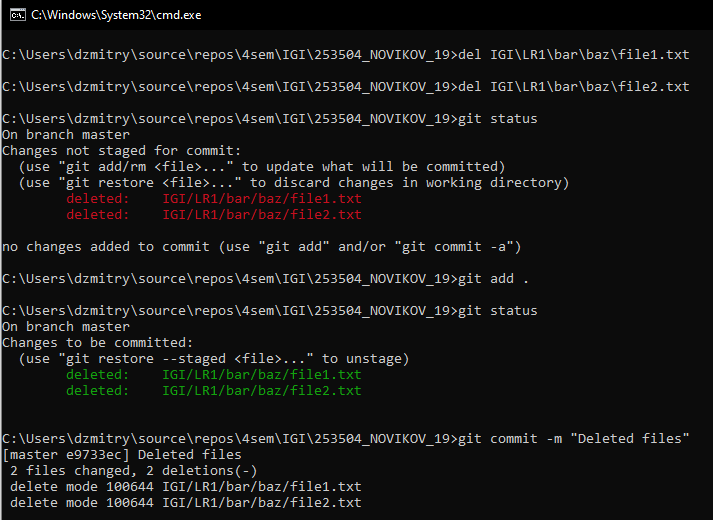 C:\Windows\System32\cmd.exe
C:\Users\dzmitry\source\repos\4sem\IGI\253504_NOVIKOV_19>del IGI\LR1\bar\baz\file1.txt
C:\Users\dzmitry\source\repos\4sem\IGI\253504_NOVIKOV_19>del IGI\LR1\bar\baz\file2.txt
C:\Users\dzmitry\source\repos\4sem\IGI\253504_NOVIKOV_19>git status
On branch master
Changes not staged for commit:
  (use "git add/rm <file>..." to update what will be committed)
  (use "git restore <file>..." to discard changes in working directory)
        deleted:    IGI/LR1/bar/baz/file1.txt
        deleted:    IGI/LR1/bar/baz/file2.txt
no changes added to commit (use "git add" and/or "git commit -a")
C:\Users\dzmitry\source\repos\4sem\IGI\253504_NOVIKOV_19>git add .
C:\Users\dzmitry\source\repos\4sem\IGI\253504_NOVIKOV_19>git status
On branch master
Changes to be committed:
  (use "git restore --staged <file>..." to unstage)
        deleted:    IGI/LR1/bar/baz/file1.txt
        deleted:    IGI/LR1/bar/baz/file2.txt
C:\Users\dzmitry\source\repos\4sem\IGI\253504_NOVIKOV_19>git commit -m "Deleted files"
[master e9733ec] Deleted files
 2 files changed, 2 deletions(-)
 delete mode 100644 IGI/LR1/bar/baz/file1.txt
 delete mode 100644 IGI/LR1/bar/baz/file2.txt